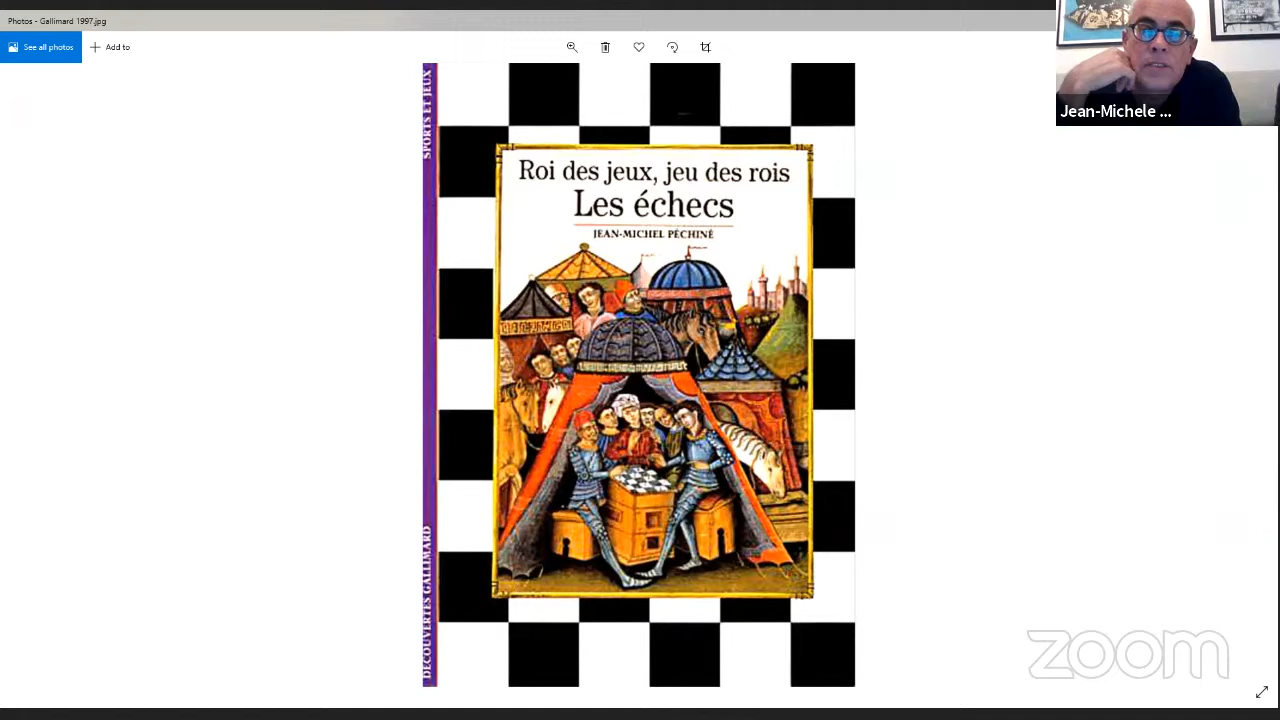 Photos - Gallimard 1997.jpg
See all photos
Add to
Jean-Michele ...
SPORTS ET JEUX
Roi des jeux, jeu des rois
Les échecs
JEAN-MICHEL PÉCHINÉ
DECOUVERTES GALLIMARD
zoom